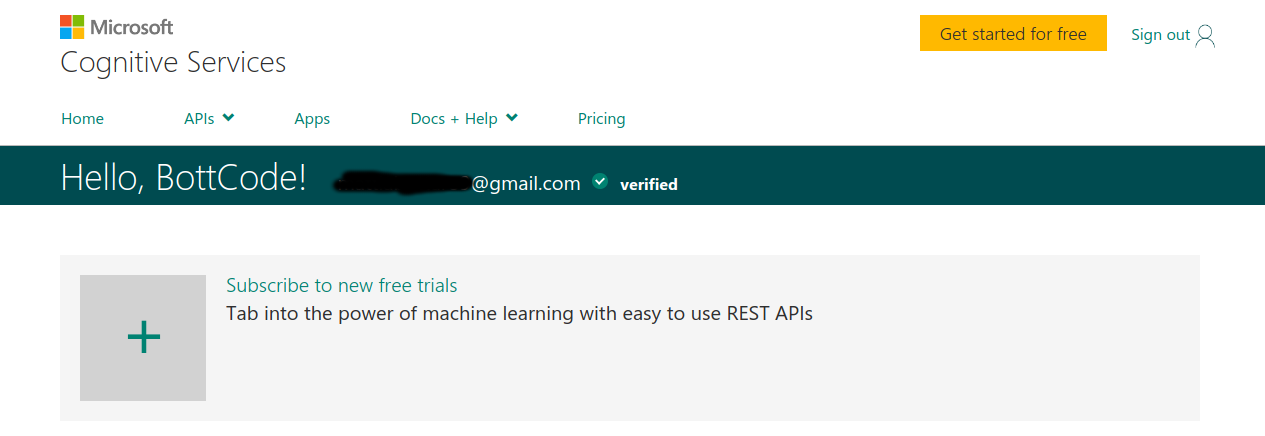 Microsoft
Cognitive Services
Get started for free
Sign out
Home APIs Apps Docs + Help Pricing
Hello, BottCode! @gmail.com verified
Subscribe to new free trials
Tab into the power of machine learning with easy to use REST APIs